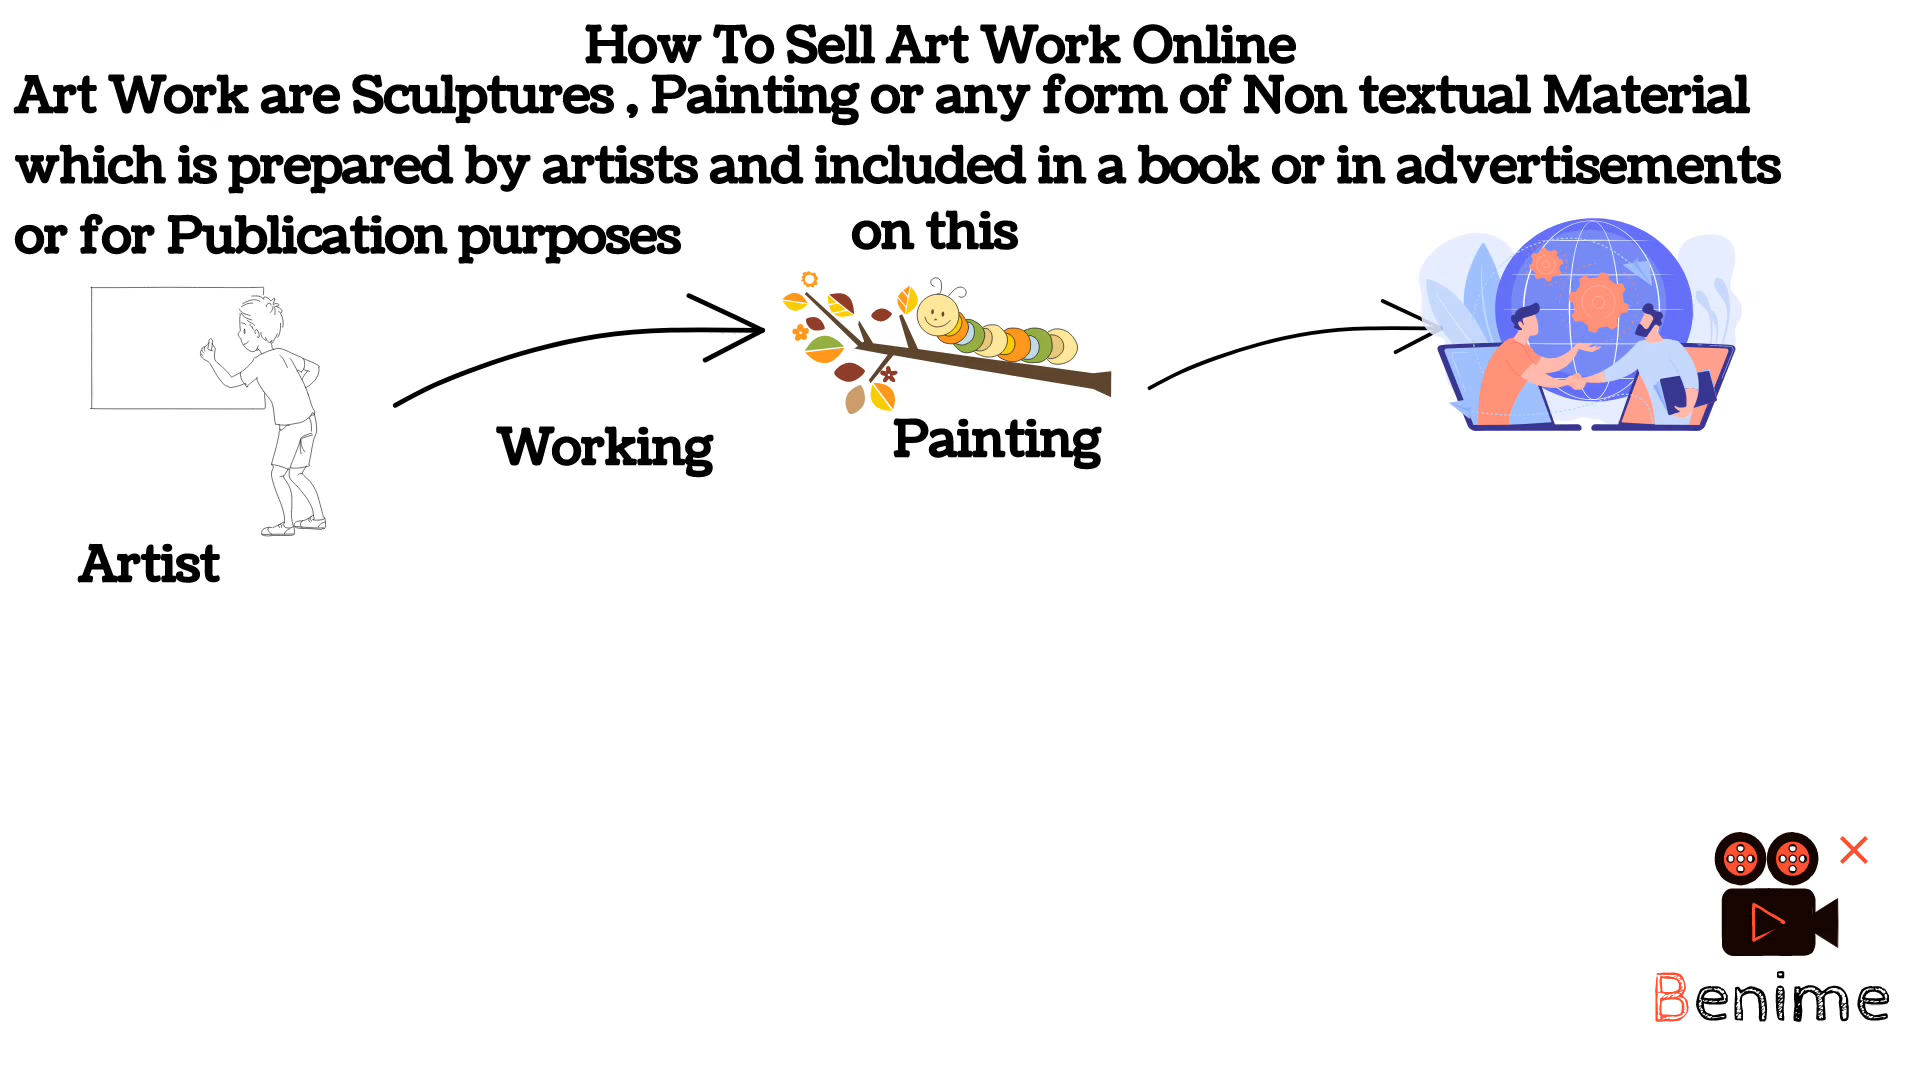 How To Sell Art Work Online
Art Work are Sculptures , Painting or any form of Non textual Material
which is prepared by artists and included in a book or in advertisements
or for Publication purposes
on this
Working
Painting
Artist
Benime